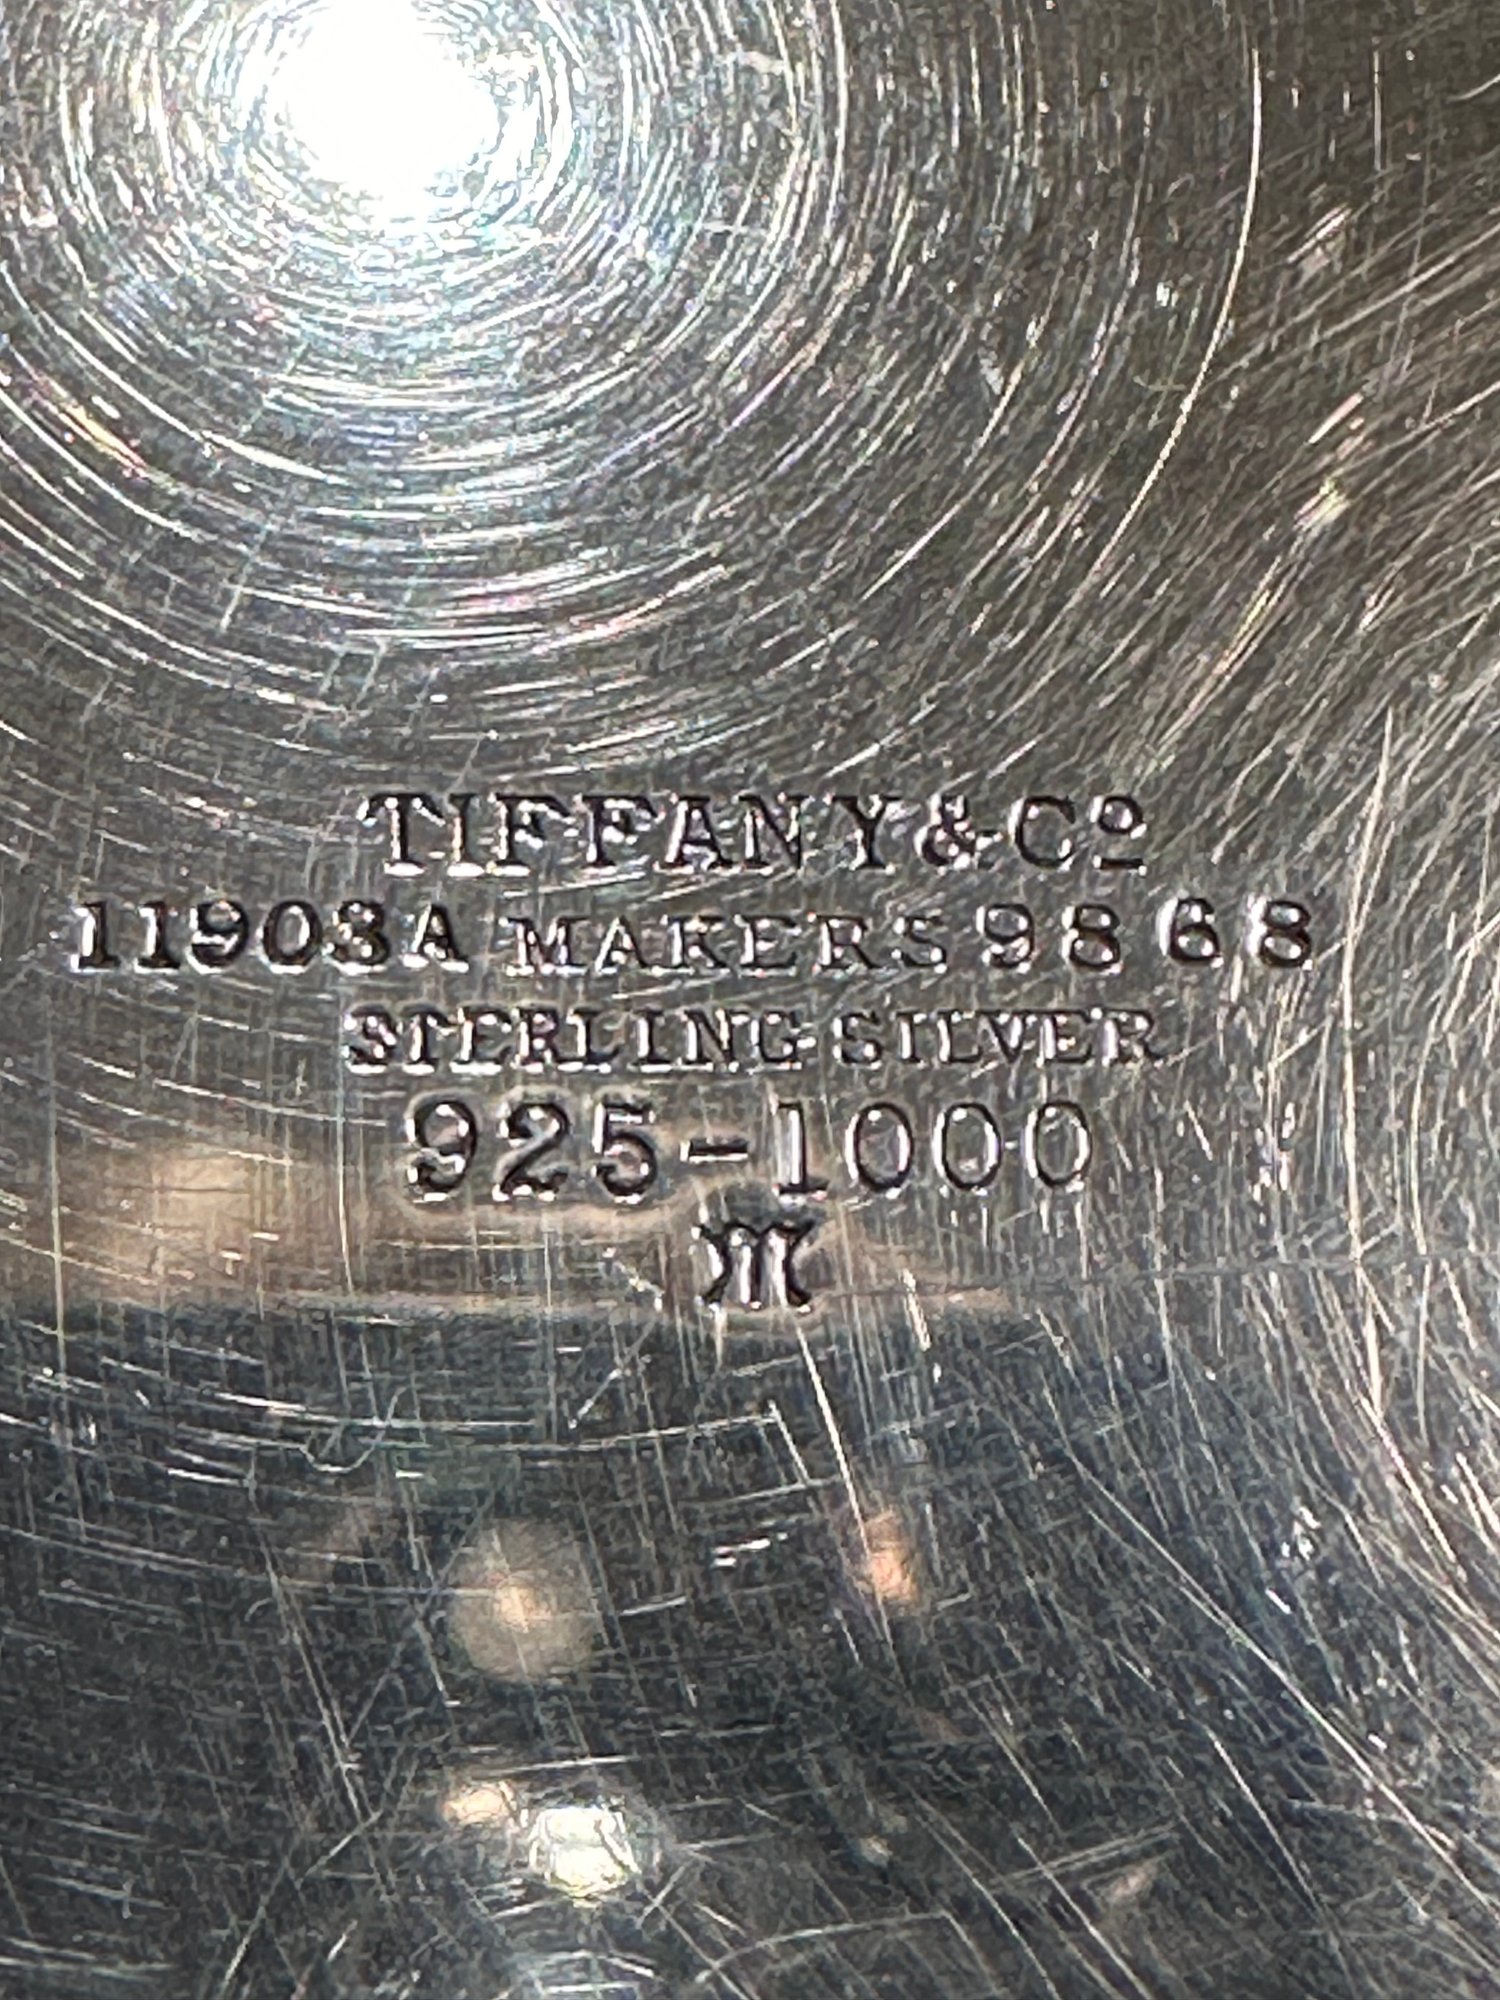 TIFFANY & Cº
11903A MAKERS 9868
STERLING SILVER
925-1000
m